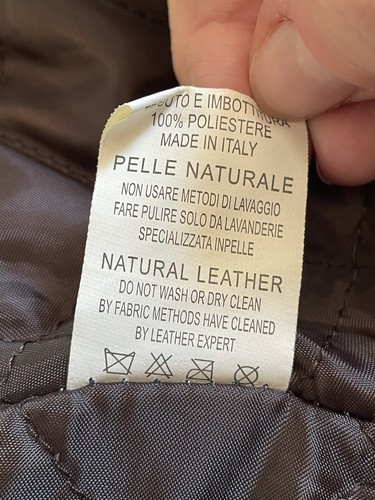 E IMBOTTITURA
100% POLIESTERE
MADE IN ITALY
PELLE NATURALE
NON USARE METODI DI LAVAGGIO
FARE PULIRE SOLO DA LAVANDERIE
SPECIALIZZATA INPELLE
NATURAL LEATHER
DO NOT WASH OR DRY CLEAN
BY FABRIC METHODS HAVE CLEANED
BY LEATHER EXPERT